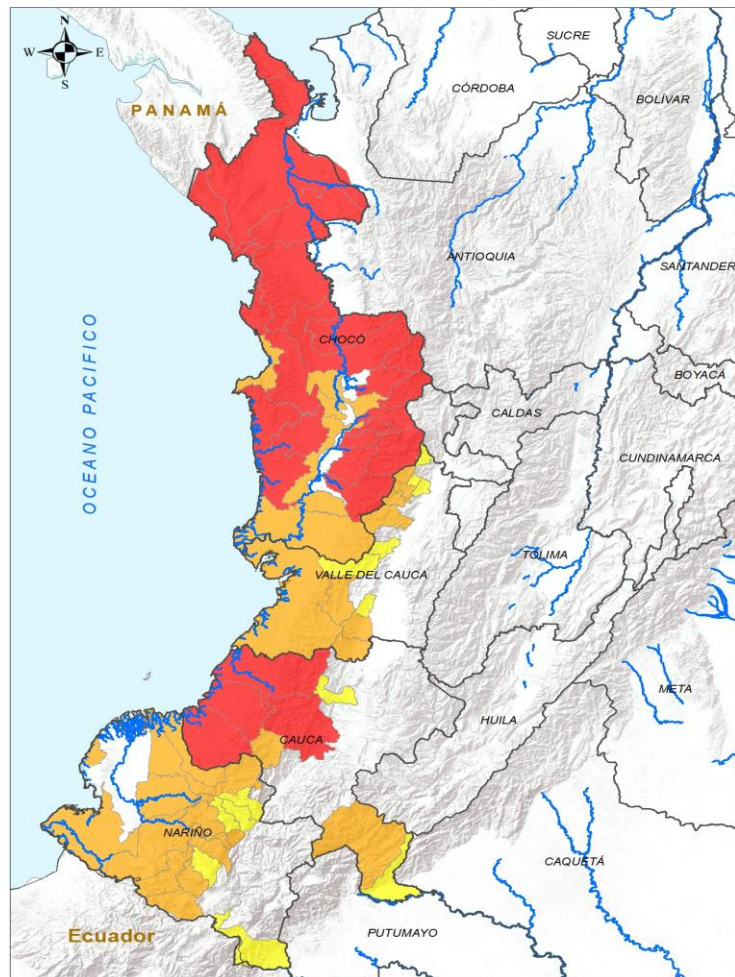 N
W E
S
SUCRE
CÓRDOBA
BOLÍVAR
PANAMÁ
ANTIOQUIA
SANTANDER
OCEANO PACIFICO
CHOCÓ
BOYACÁ
CALDAS
CUNDINAMARCA
TOLIMA
VALLE DEL CAUCA
META
HUILA
CAUCA
NARIÑO
CAQUETÁ
PUTUMAYO
Ecuador